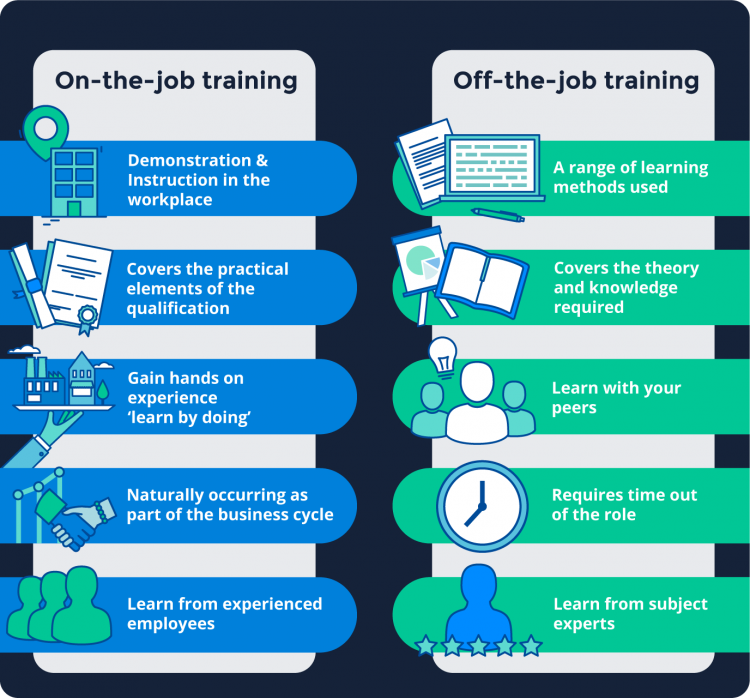 On-the-job training
Demonstration &
Instruction in the
workplace
Covers the practical
elements of the
qualification
Gain hands on
experience
‘learn by doing’
Naturally occurring as
part of the business cycle
Learn from experienced
employees
Off-the-job training
A range of learning
methods used
Covers the theory
and knowledge
required
Learn with your
peers
Requires time out
of the role
Learn from subject
experts